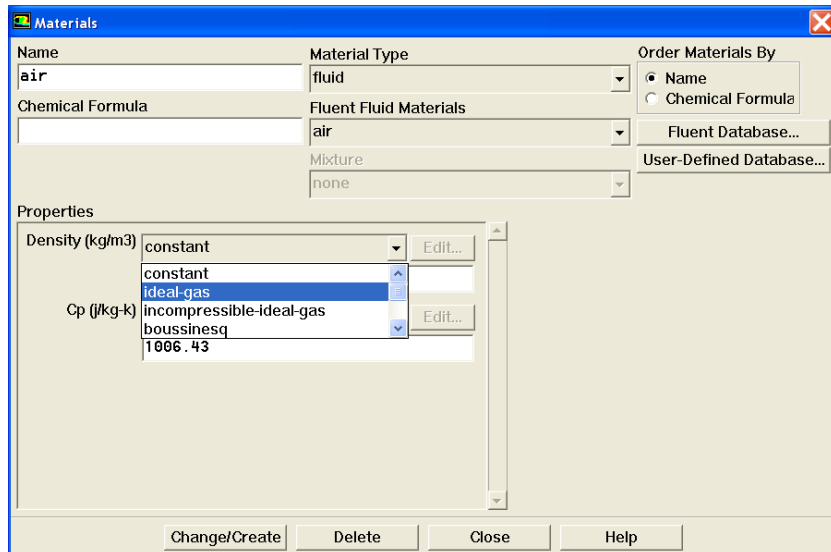 Materials
Name
air
Chemical Formula
Material Type
fluid
Fluent Fluid Materials
air
Mixture
none
Order Materials By
Name
Chemical Formula
Fluent Database...
User-Defined Database...
Properties
Density (kg/m3)
constant
Edit...
constant
ideal-gas
incompressible-ideal-gas
boussinesq
Cp (j/kg-k)
Edit...
1006.43
Change/Create
Delete
Close
Help